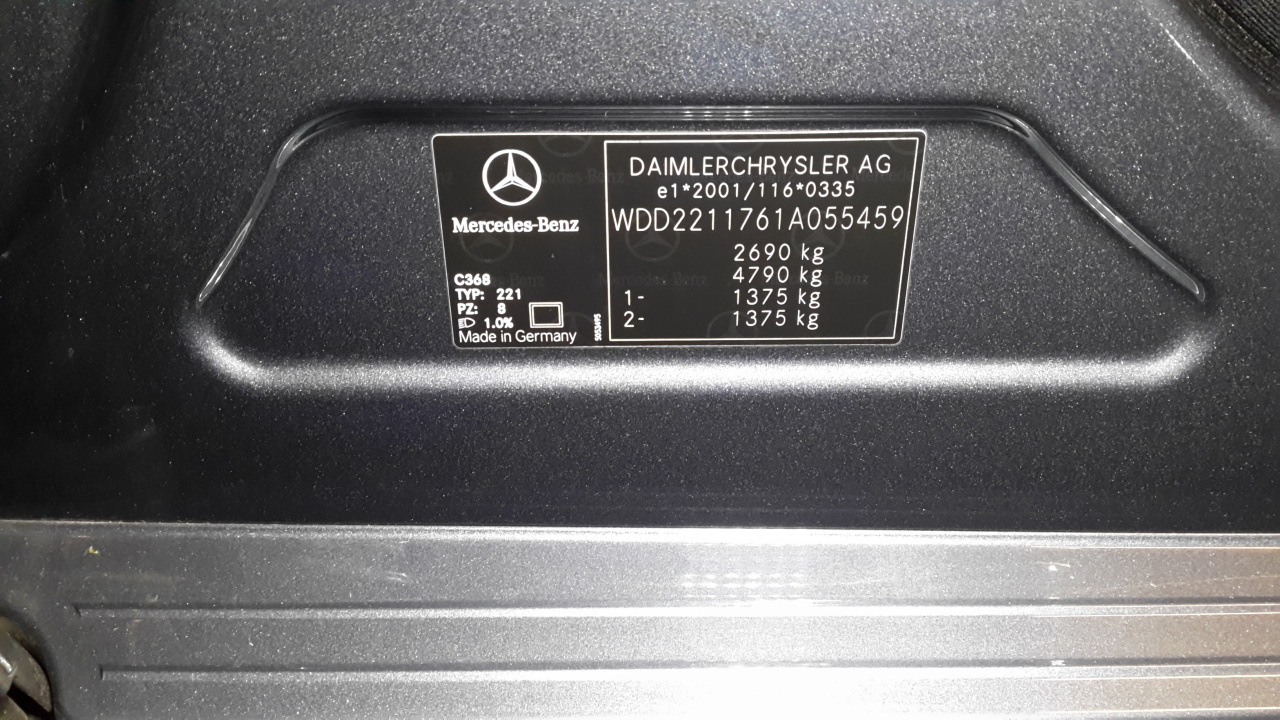 Mercedes-Benz
C368
TYP: 221
PZ: 8
1.0%
Made in Germany
5053495
DAIMLERCHRYSLER AG
e1*2001/116*0335
WDD2211761A055459
2690 kg
4790 kg
1- 1375 kg
2- 1375 kg